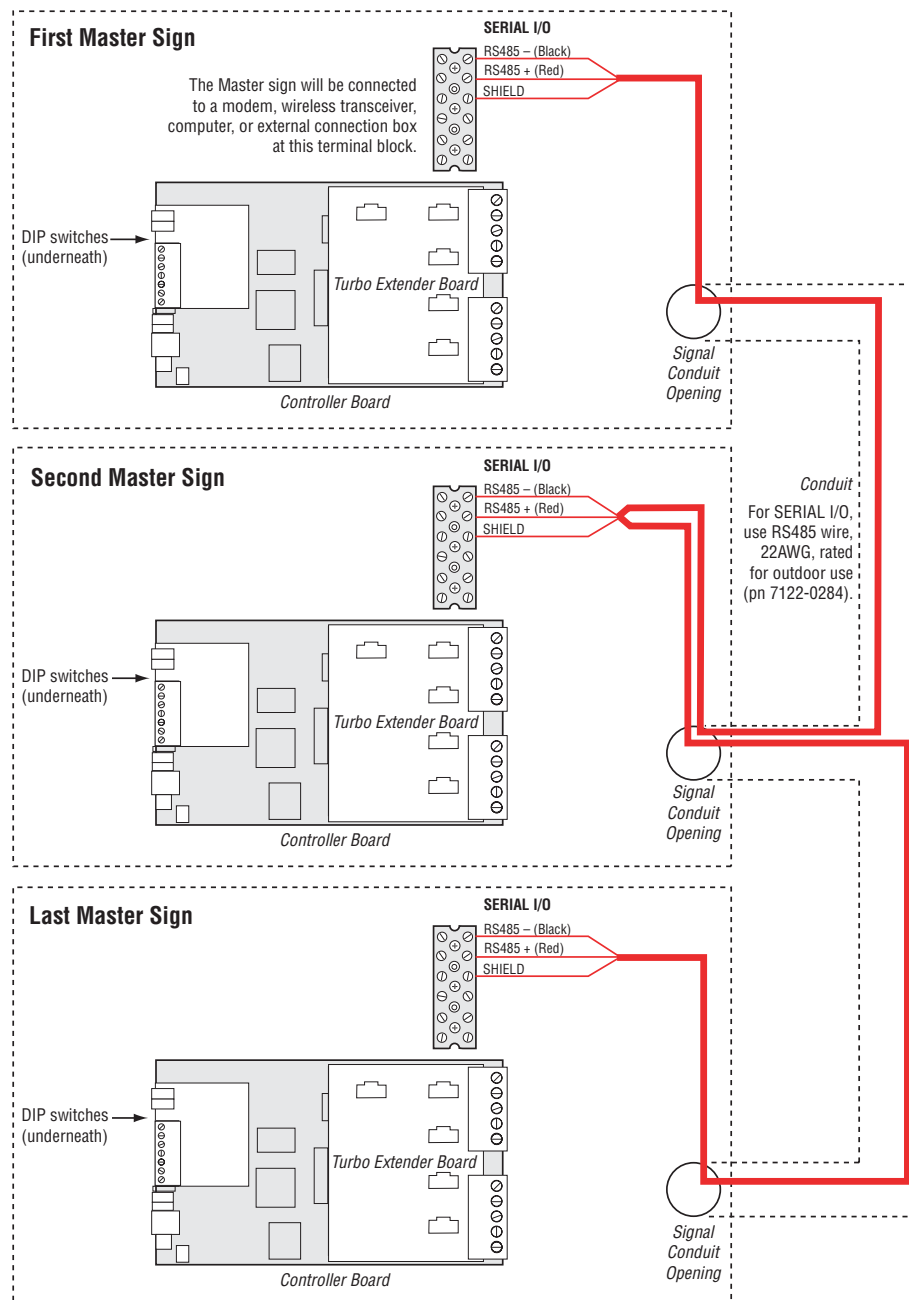 First Master Sign
SERIAL I/O
RS485 – (Black)
RS485 + (Red)
SHIELD
The Master sign will be connected
to a modem, wireless transceiver,
computer, or external connection box
at this terminal block.
DIP switches
(underneath)
Turbo Extender Board
Controller Board
Signal
Conduit
Opening
Second Master Sign
SERIAL I/O
RS485 – (Black)
RS485 + (Red)
SHIELD
Conduit
For SERIAL I/O,
use RS485 wire,
22AWG, rated
for outdoor use
(pn 7122-0284).
DIP switches
(underneath)
Turbo Extender Board
Controller Board
Signal
Conduit
Opening
Last Master Sign
SERIAL I/O
RS485 – (Black)
RS485 + (Red)
SHIELD
DIP switches
(underneath)
Turbo Extender Board
Controller Board
Signal
Conduit
Opening